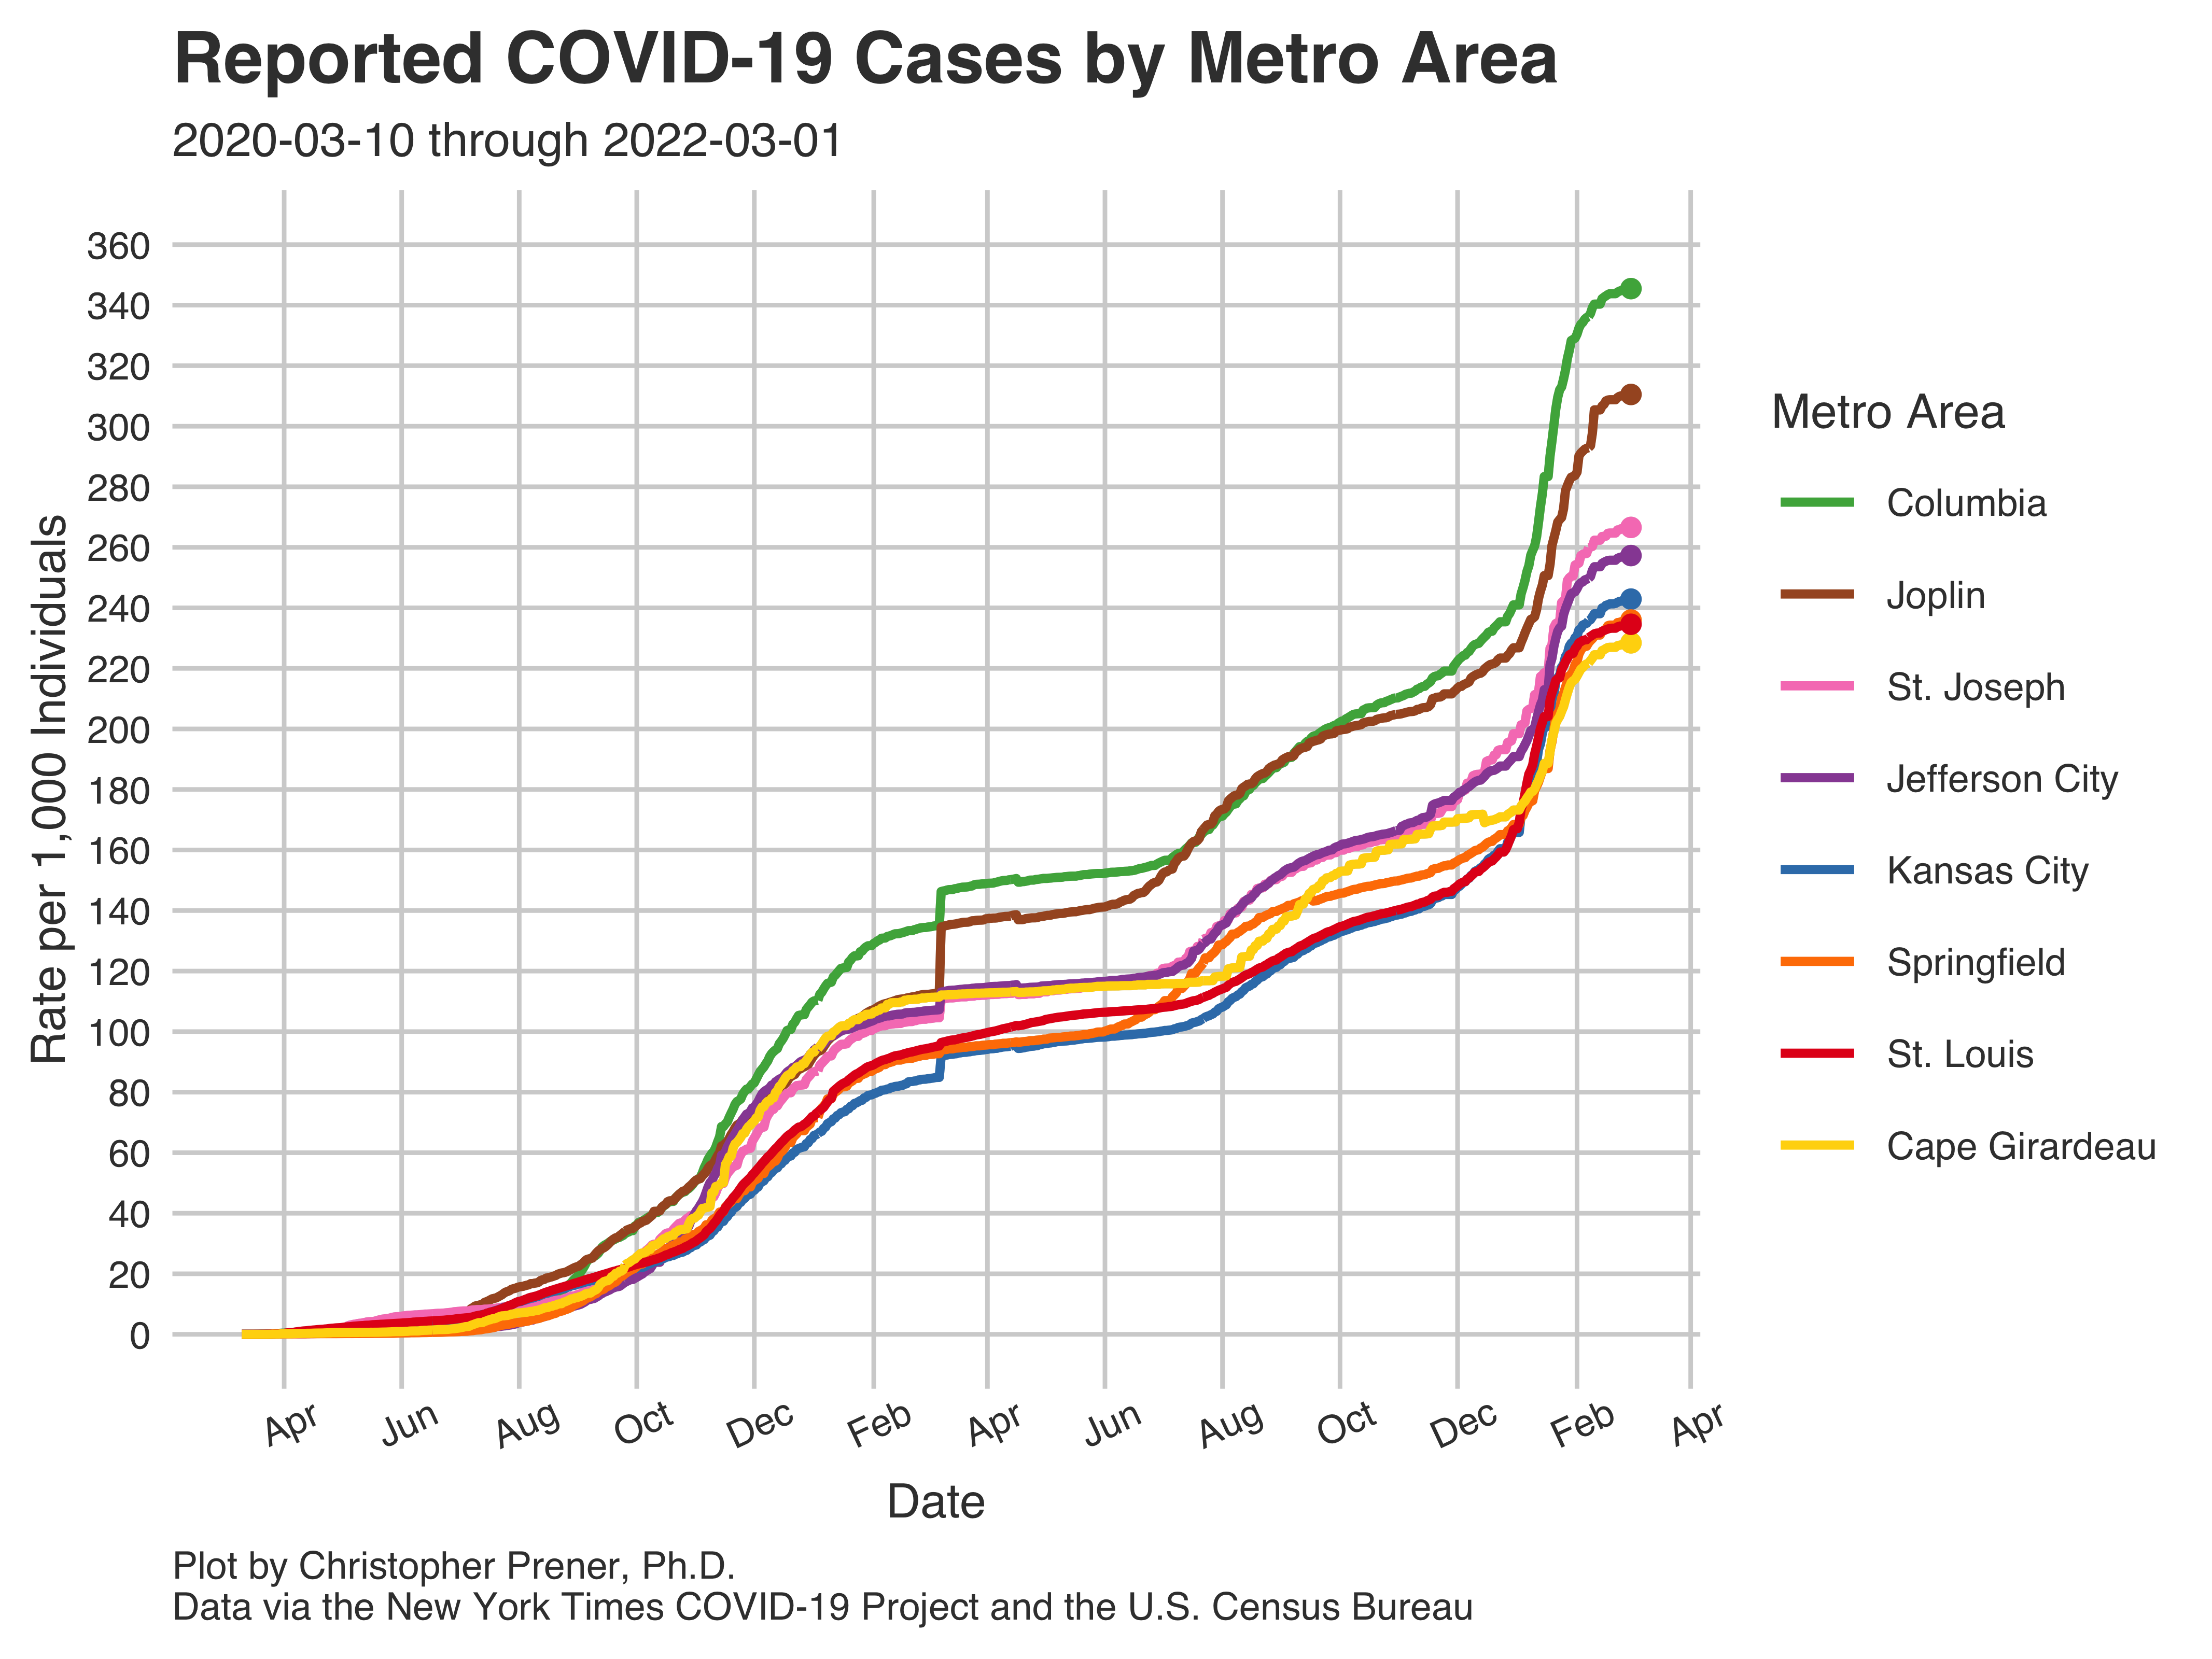 Reported COVID-19 Cases by Metro Area
2020-03-10 through 2022-03-01
Rate per 1,000 Individuals
360
340
320
300
280
260
240
220
200
180
160
140
120
100
80
60
40
20
0
Apr
Jun
Aug
Oct
Dec
Feb
Apr
Jun
Aug
Oct
Dec
Feb
Apr
Date
Metro Area
Columbia
Joplin
St. Joseph
Jefferson City
Kansas City
Springfield
St. Louis
Cape Girardeau
Plot by Christopher Prener, Ph.D.
Data via the New York Times COVID-19 Project and the U.S. Census Bureau